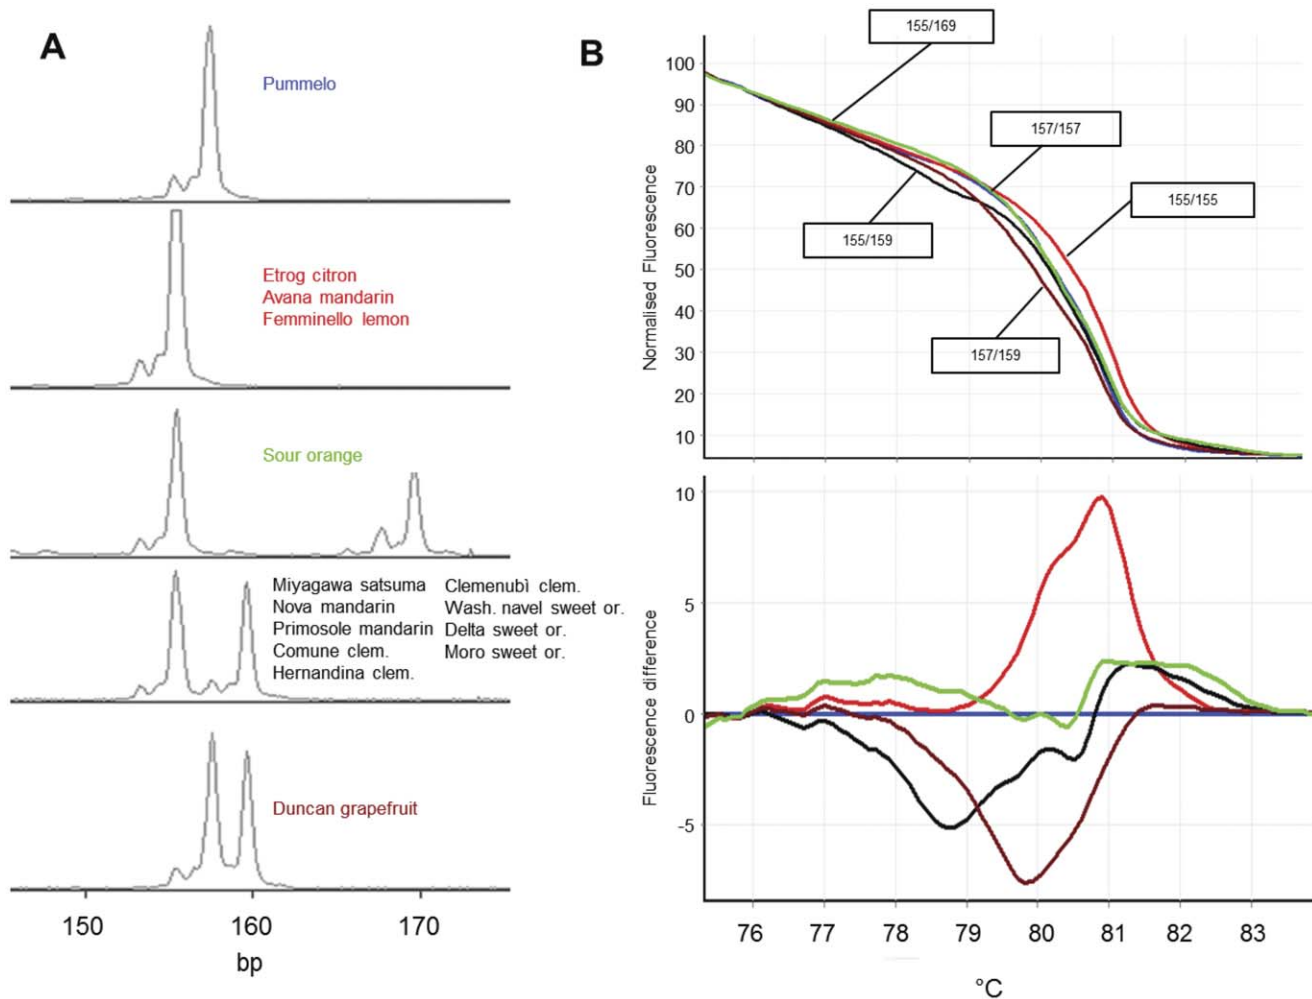 A
Pummelo
Etrog citron
Avana mandarin
Femminello lemon
Sour orange
Miyagawa satsuma Clemenubì clem.
Nova mandarin Wash. navel sweet or.
Primosole mandarin Delta sweet or.
Comune clem. Moro sweet or.
Hernandina clem.
Duncan grapefruit
150 160 170
bp
B
155/169
157/157
155/155
155/159
157/159
Normalised Fluorescence
100
90
80
70
60
50
40
30
20
10
Fluorescence difference
10
5
0
-5
76 77 78 79 80 81 82 83
°C